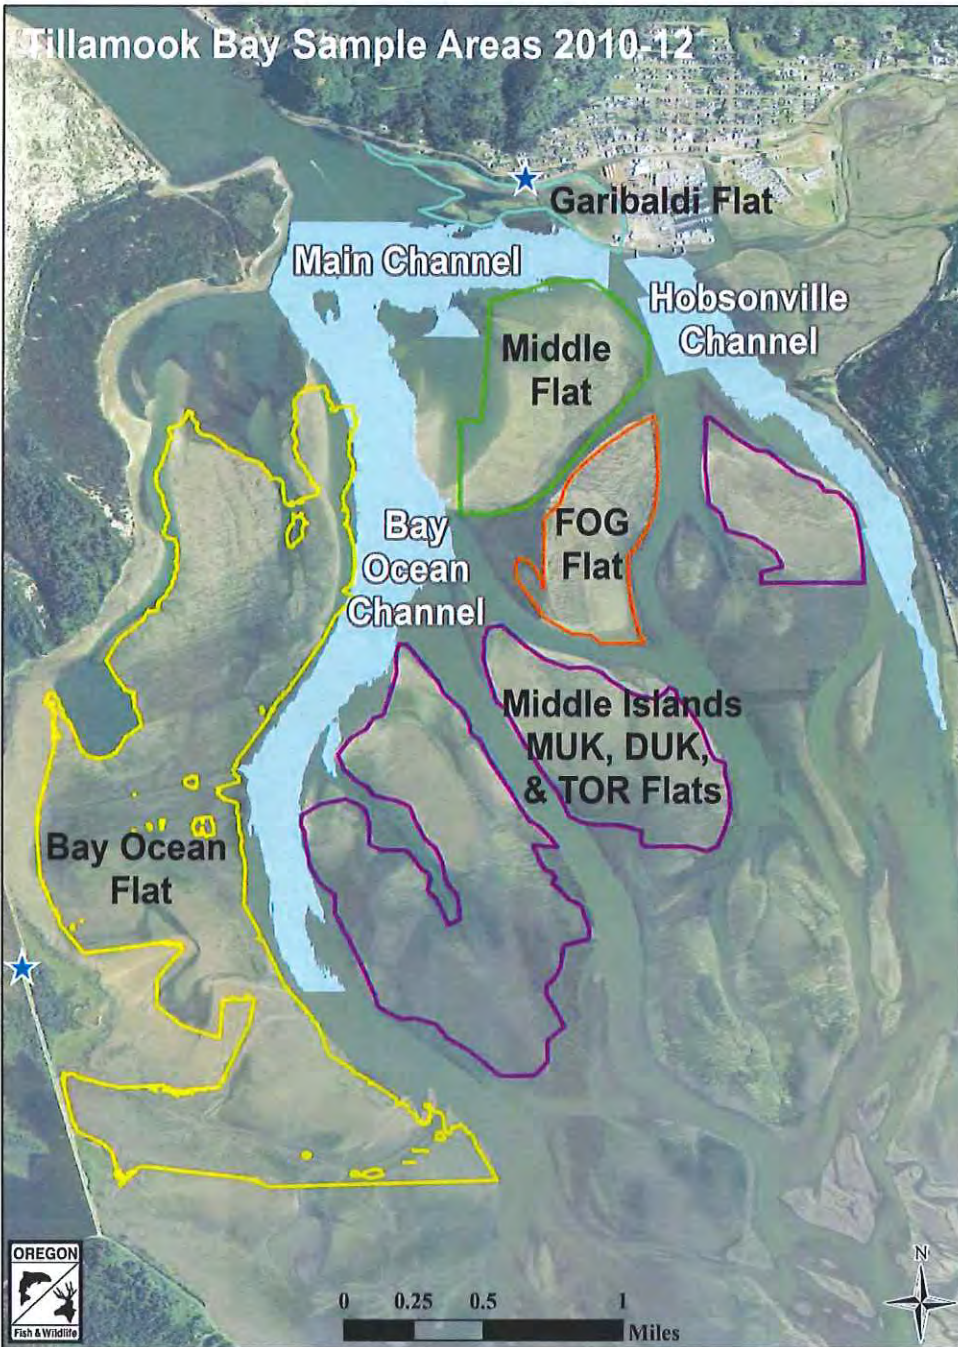 Tillamook Bay Sample Areas 2010-12
Garibaldi Flat
Main Channel
Hobsonville
Channel
Middle
Flat
FOG
Flat
Bay
Ocean
Channel
Middle Islands
MUK, DUK,
& TOR Flats
Bay Ocean
Flat
OREGON
Fish & Wildlife
0 0.25 0.5 1
Miles
N